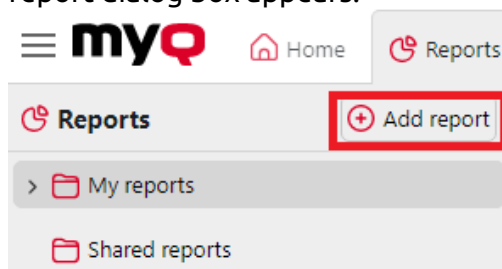 report dialog box appears.
myQ Home Reports
Reports Add report
My reports
Shared reports